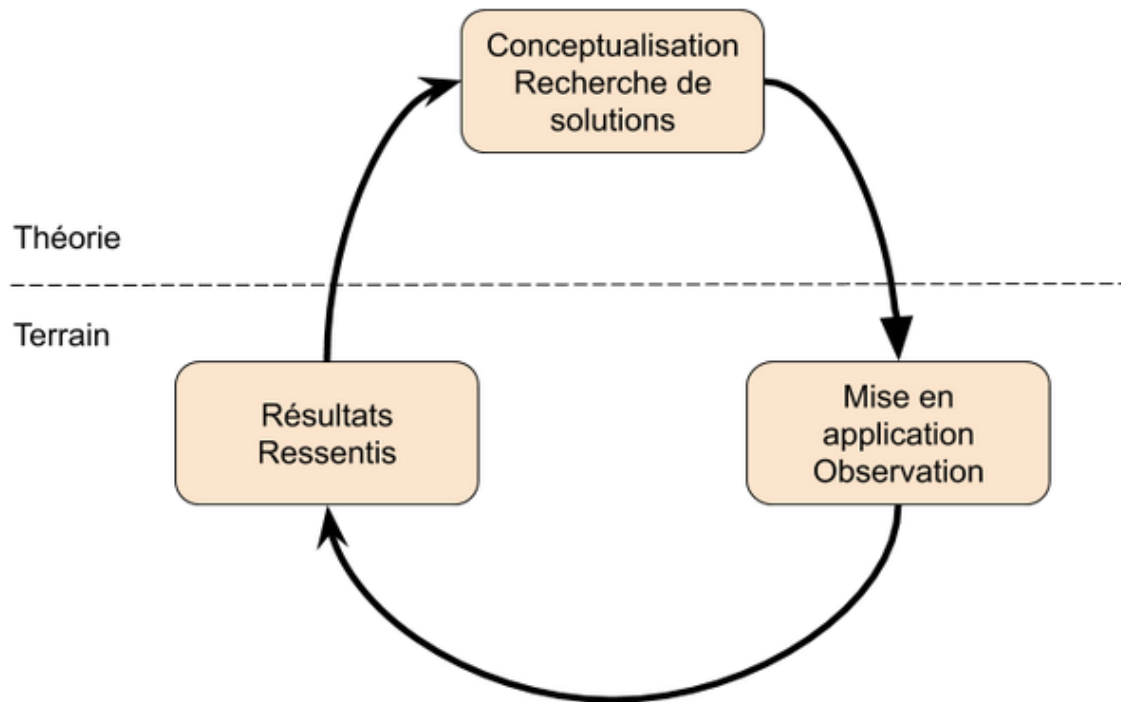 Conceptualisation
Recherche de
solutions
Théorie
Terrain
Résultats
Ressentis
Mise en
application
Observation